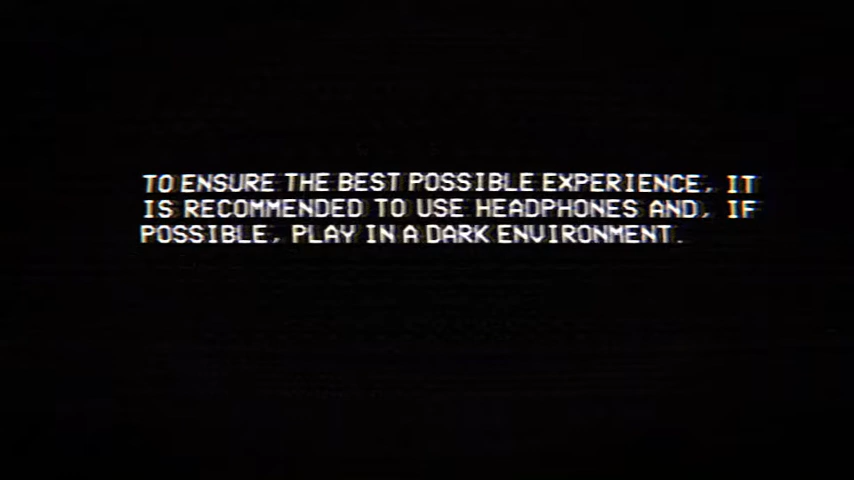 TO ENSURE THE BEST POSSIBLE EXPERIENCE, IT
IS RECOMMENDED TO USE HEADPHONES AND, IF
POSSIBLE, PLAY IN A DARK ENVIRONMENT.